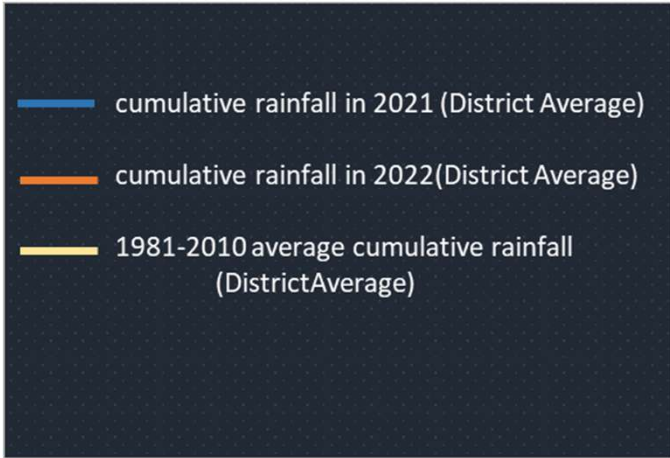 cumulative rainfall in 2021 (District Average)
cumulative rainfall in 2022(District Average)
1981-2010 average cumulative rainfall
(DistrictAverage)